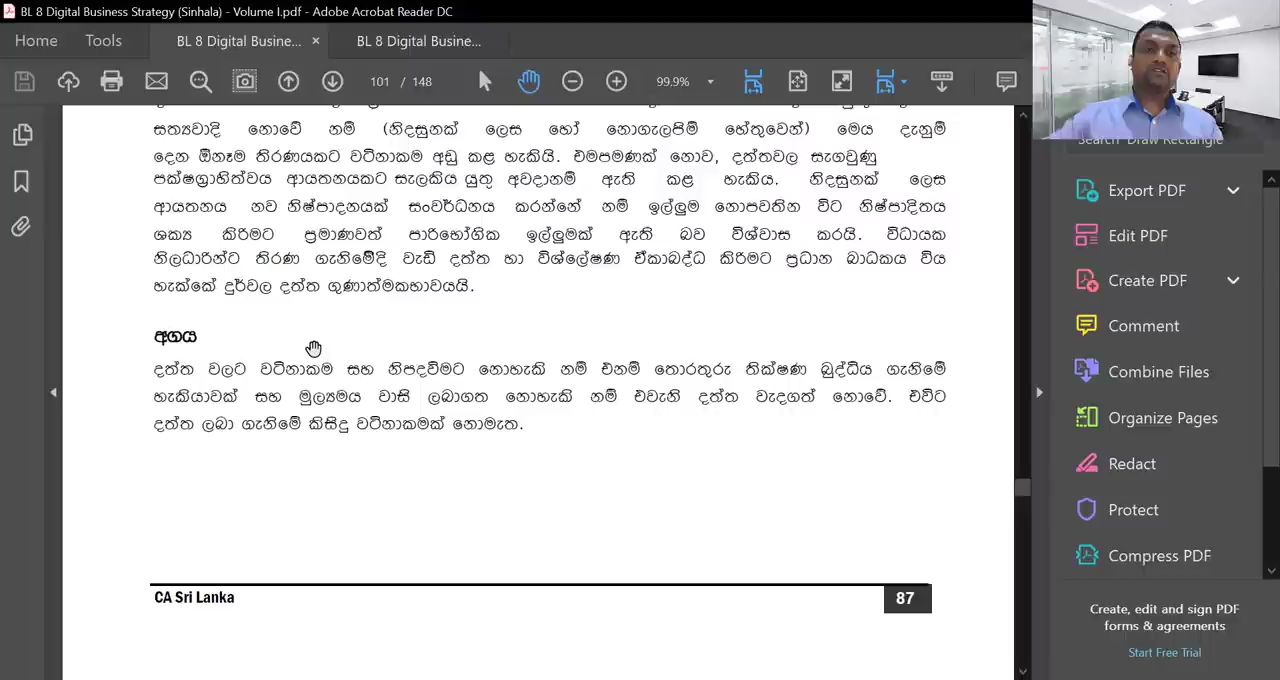 BL 8 Digital Business Strategy (Sinhala) - Volume I.pdf - Adobe Acrobat Reader DC
Home Tools BL 8 Digital Busine... × BL 8 Digital Busine...
101 / 148 99.9%
සත්‍යවාදී නොවේ නම් (නිදසුනක් ලෙස හෝ නොගැලපීම් හේතුවෙන්) මෙය දැනුම්
දෙන ඕනෑම තීරණයකට වටිනාකම අඩු කළ හැකියි. එමපමණක් නොව, දත්තවල සැගවුණු
පක්ෂග්‍රාහිත්වය ආයතනයකට සැලකිය යුතු අවදානම් ඇති කළ හැකිය. නිදසුනක් ලෙස
ආයතනය නව නිෂ්පාදනයක් සංවර්ධනය කරන්නේ නම් ඉල්ලුම නොපවතින විට නිෂ්පාදිතය
ශක්‍ය කිරීමට ප්‍රමාණවත් පාරිභෝගික ඉල්ලුමක් ඇති බව විශ්වාස කරයි. විධායක
නිලධාරීන්ට තීරණ ගැනීමේදී වැඩි දත්ත හා විශ්ලේෂණ ඒකාබද්ධ කිරීමට ප්‍රධාන බාධකය විය
හැක්කේ දුර්වල දත්ත ගුණාත්මකභාවයයි.
අගය
දත්ත වලට වටිනාකම සහ නිපදවීමට නොහැකි නම් එනම් තොරතුරු තීක්ෂණ බුද්ධිය ගැනීමේ
හැකියාවක් සහ මූල්‍යමය වාසි ලබාගත නොහැකි නම් එවැනි දත්ත වැදගත් නොවේ. එවිට
දත්ත ලබා ගැනීමේ කිසිදු වටිනාකමක් නොමැත.
CA Sri Lanka 87
Search 'Draw Rectangle'
Export PDF
Edit PDF
Create PDF
Comment
Combine Files
Organize Pages
Redact
Protect
Compress PDF
Create, edit and sign PDF
forms & agreements
Start Free Trial